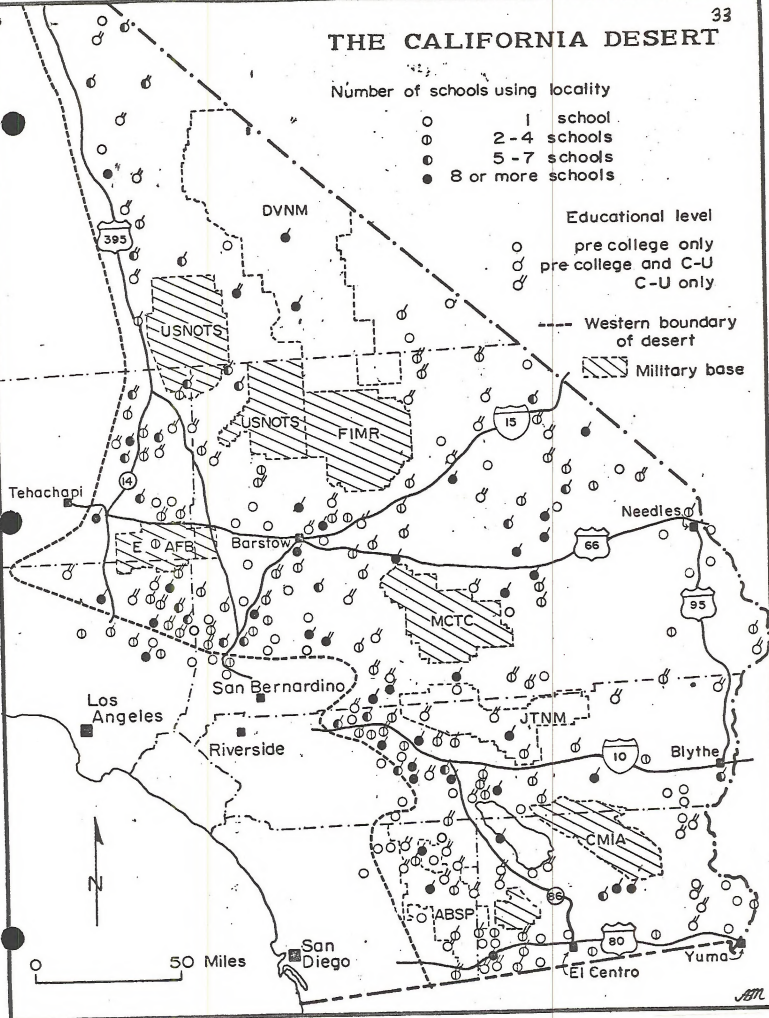 33
THE CALIFORNIA DESERT
Number of schools using locality
1 school
2-4 schools
5-7 schools
8 or more schools
Educational level
pre college only
pre college and C-U
C-U only
Western boundary
of desert
Military base
DVNM
395
USNOTS
USNOTS
FIMR
15
14
Tehachapi
Needles
E AFB
Barstow
66
95
MCTC
San Bernardino
Los
Angeles
JTNM
Riverside
10
Blythe
CMIA
N
86
ABSP
80
San
Diego
Yuma
El Centro
0 50 Miles